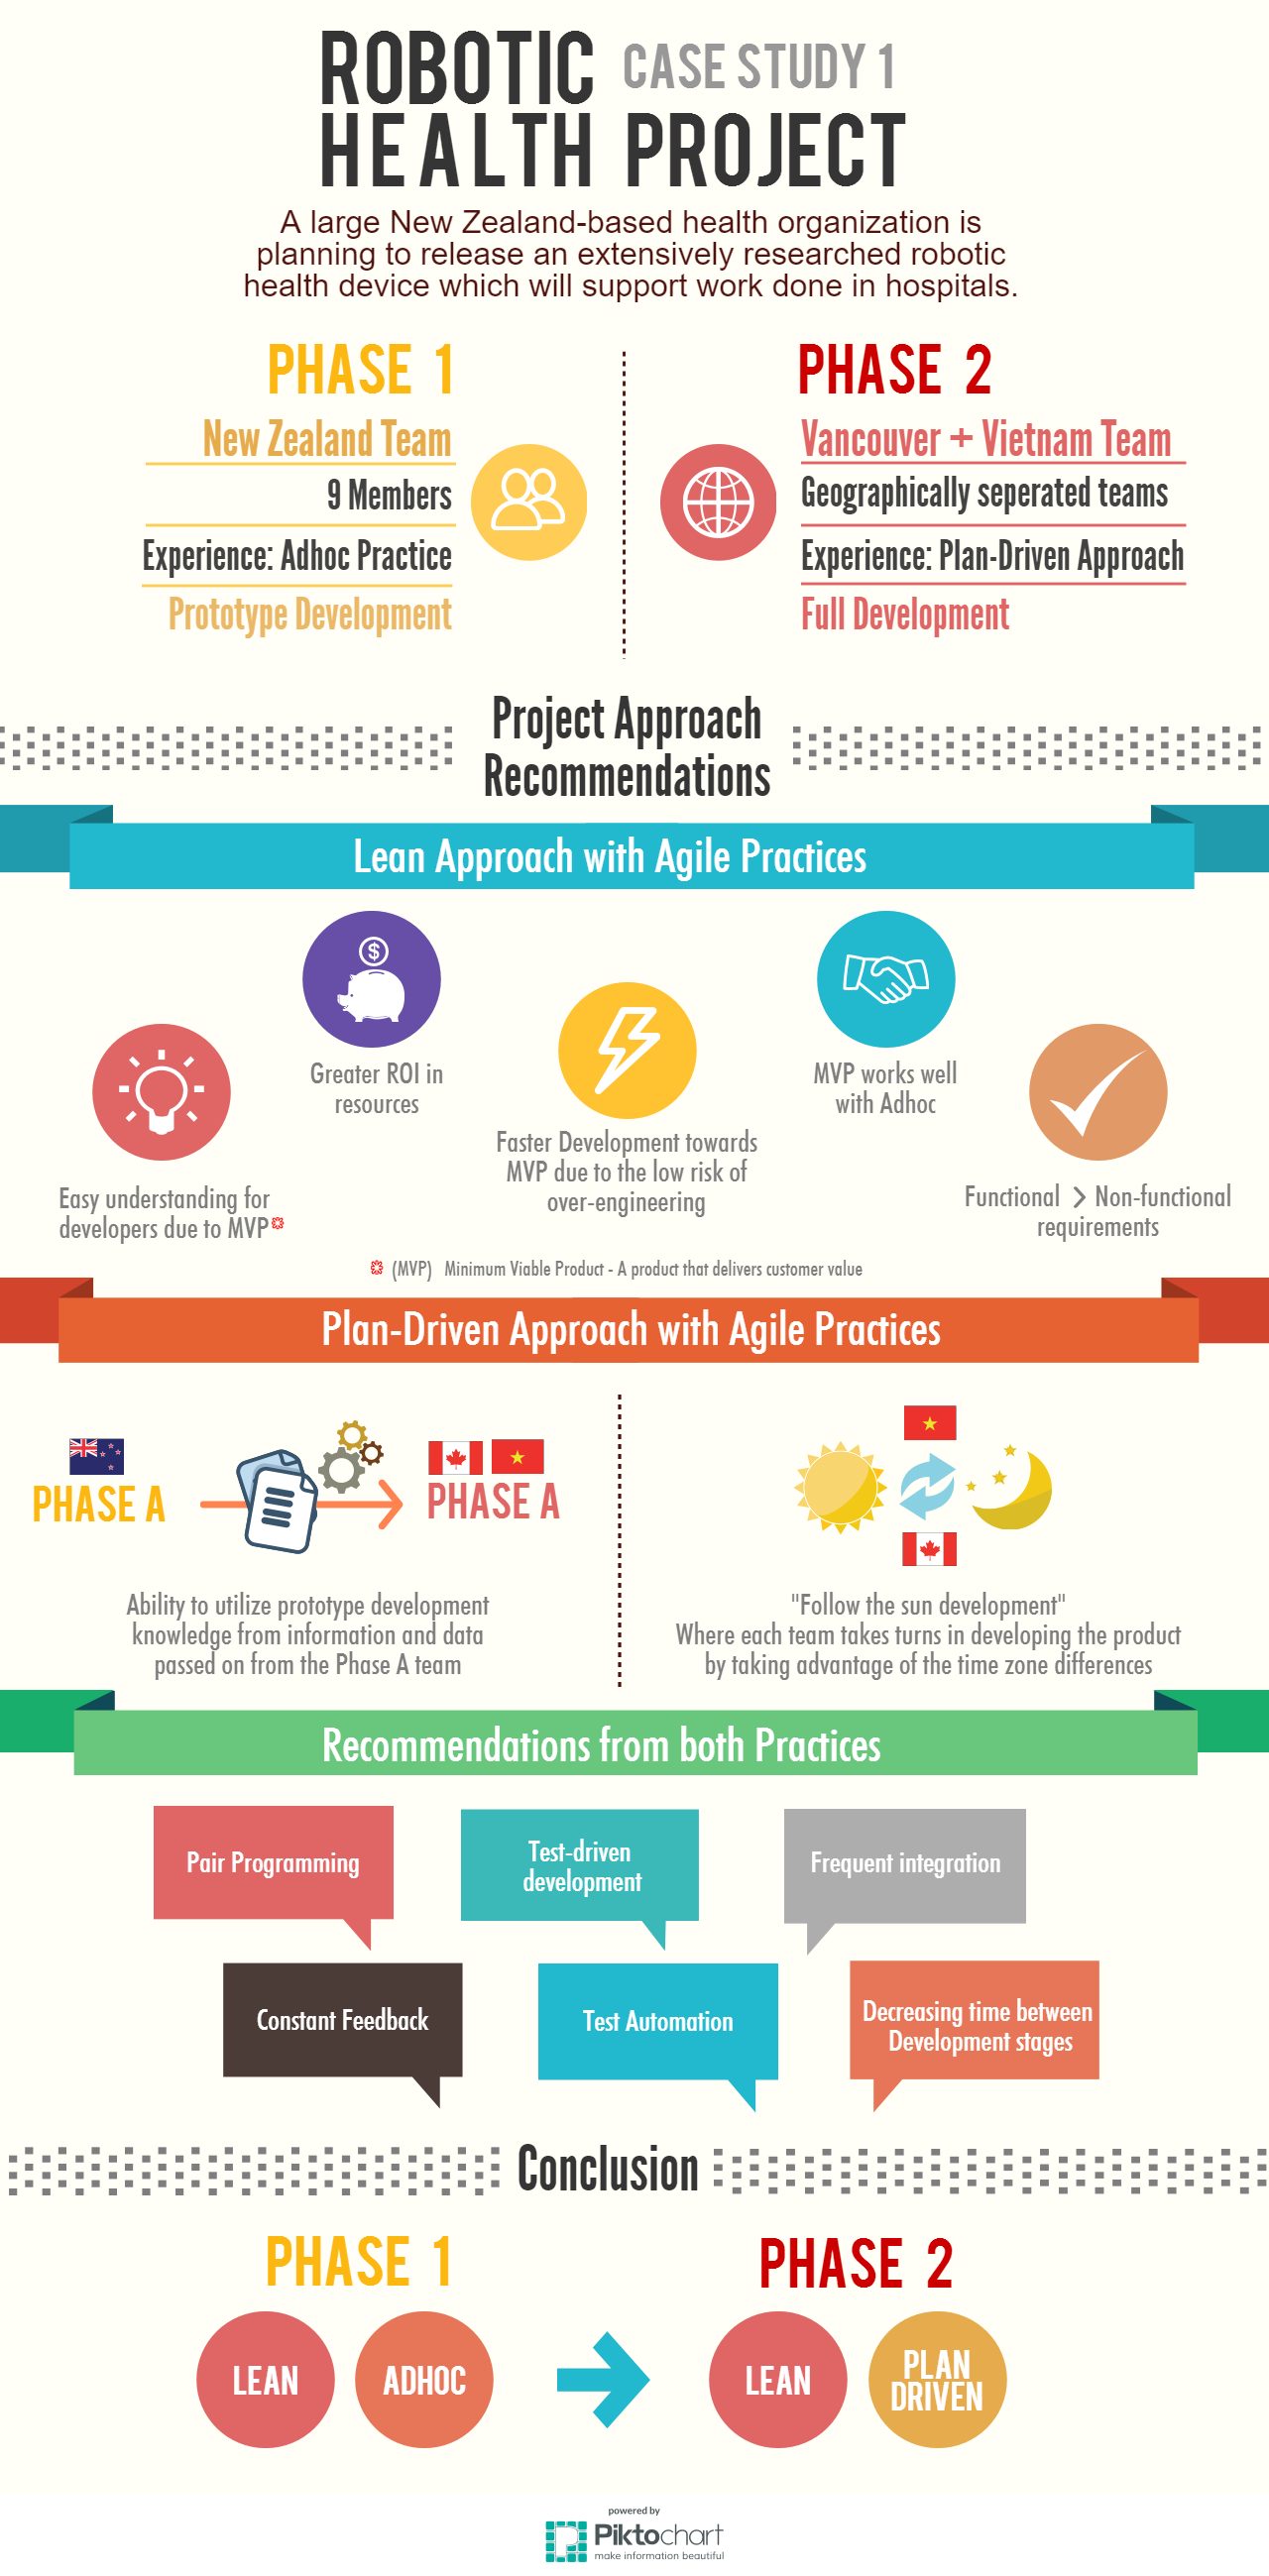 ROBOTIC CASE STUDY 1
HEALTH PROJECT
A large New Zealand-based health organization is
planning to release an extensively researched robotic
health device which will support work done in hospitals.
PHASE 1
New Zealand Team
9 Members
Experience: Adhoc Practice
Prototype Development
PHASE 2
Vancouver + Vietnam Team
Geographically seperated teams
Experience: Plan-Driven Approach
Full Development
Project Approach
Recommendations
Lean Approach with Agile Practices
Easy understanding for
developers due to MVP*
$
Greater ROI in
resources
Faster Development towards
MVP due to the low risk of
over-engineering
MVP works well
with Adhoc
Functional > Non-functional
requirements
* (MVP) Minimum Viable Product - A product that delivers customer value
Plan-Driven Approach with Agile Practices
PHASE A
PHASE A
Ability to utilize prototype development
knowledge from information and data
passed on from the Phase A team
"Follow the sun development"
Where each team takes turns in developing the product
by taking advantage of the time zone differences
Recommendations from both Practices
Pair Programming
Test-driven
development
Frequent integration
Constant Feedback
Test Automation
Decreasing time between
Development stages
Conclusion
PHASE 1
LEAN
ADHOC
PHASE 2
LEAN
PLAN
DRIVEN
powered by
Piktochart
make information beautiful